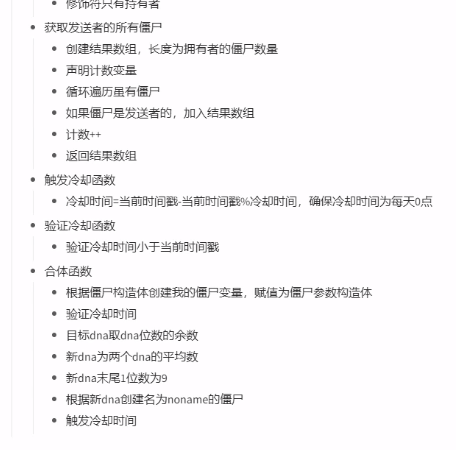 修饰符只有持有者
获取发送者的所有僵尸
创建结果数组，长度为拥有者的僵尸数量
声明计数变量
循环遍历虽有僵尸
如果僵尸是发送者的，加入结果数组
计数++
返回结果数组
触发冷却函数
冷却时间=当前时间戳-当前时间戳%冷却时间，确保冷却时间为每天0点
验证冷却函数
验证冷却时间小于当前时间戳
合体函数
根据僵尸构造体创建我的僵尸变量，赋值为僵尸参数构造体
验证冷却时间
目标dna取dna位数的余数
新dna为两个dna的平均数
新dna末尾1位数为9
根据新dna创建名为noname的僵尸
触发冷却时间